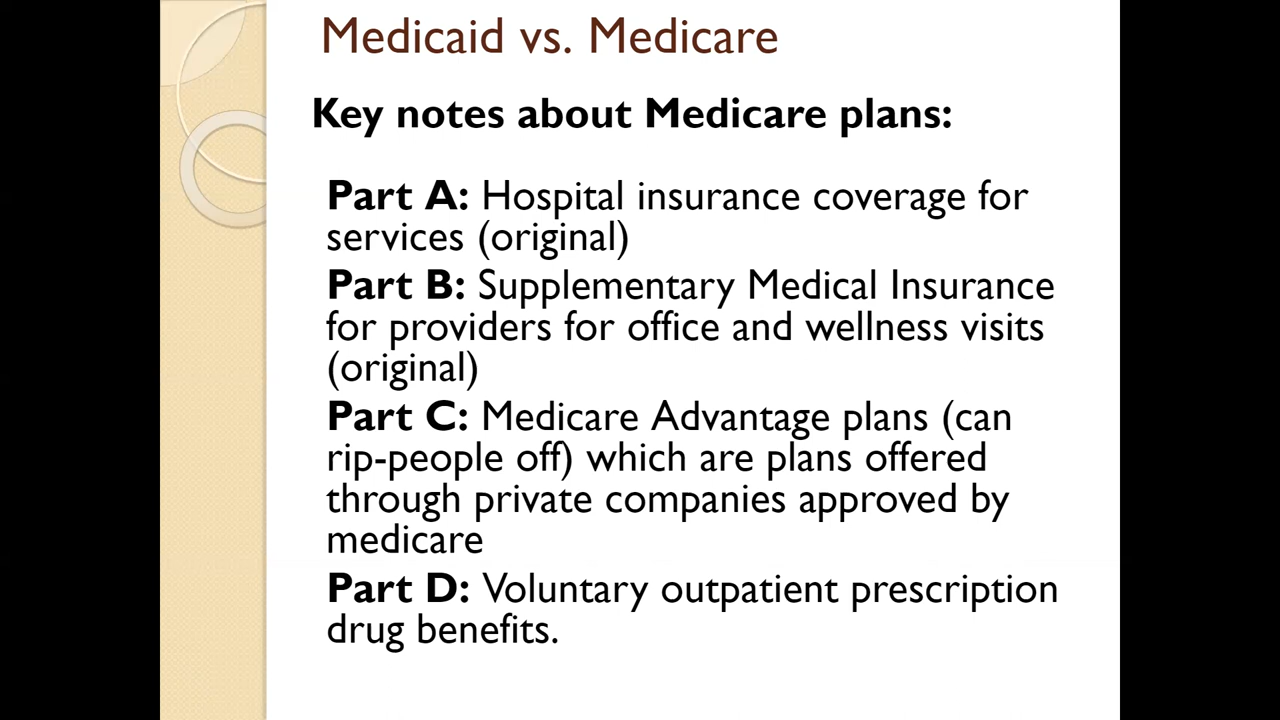 Medicaid vs. Medicare
Key notes about Medicare plans:
Part A: Hospital insurance coverage for
services (original)
Part B: Supplementary Medical Insurance
for providers for office and wellness visits
(original)
Part C: Medicare Advantage plans (can
rip-people off) which are plans offered
through private companies approved by
medicare
Part D: Voluntary outpatient prescription
drug benefits.